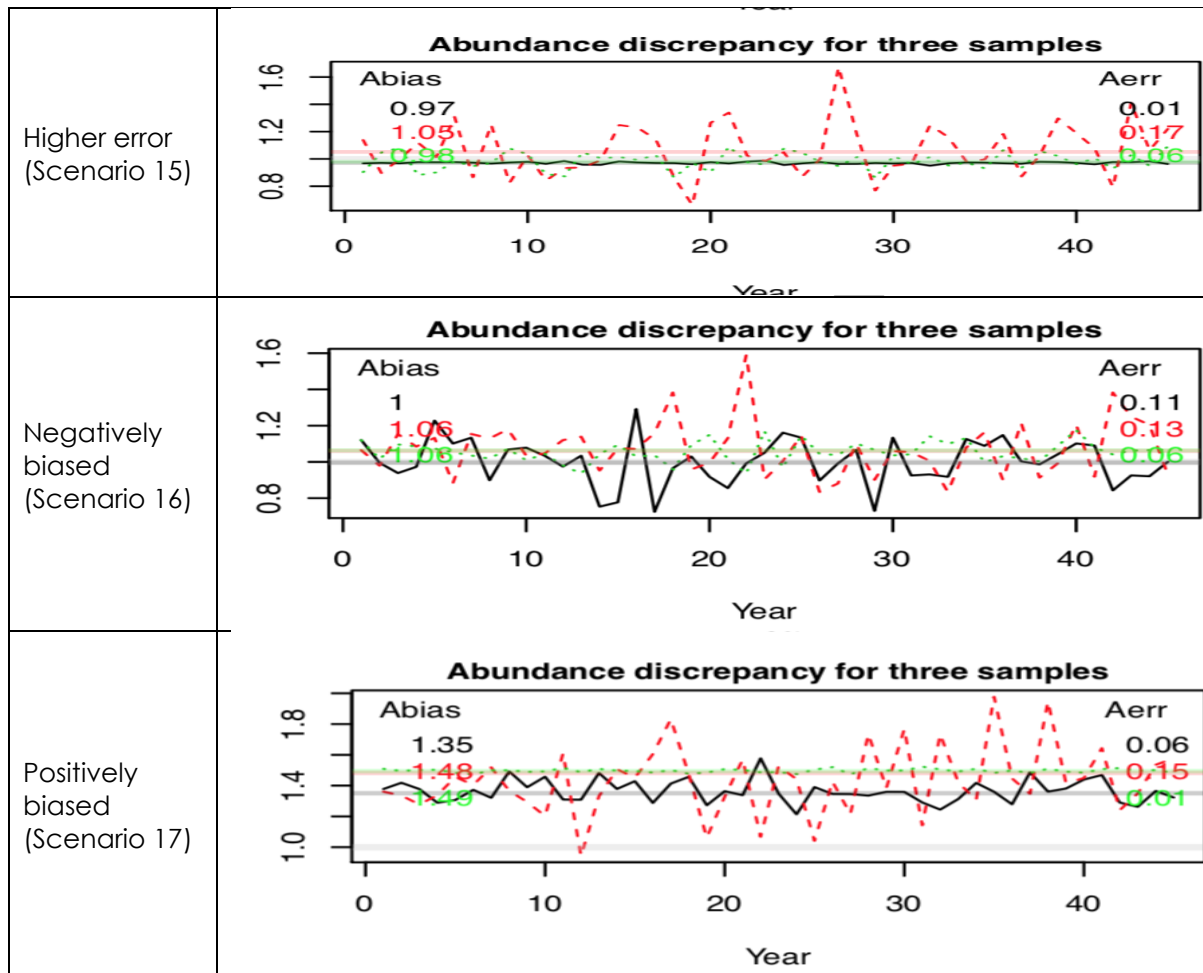 Higher error
(Scenario 15)
Abundance discrepancy for three samples
Abias
Aerr
0.97
0.01
1.05
0.17
0.98
0.06
0.8
1.2
1.6
0
10
20
30
40
Year
Negatively
biased
(Scenario 16)
Abundance discrepancy for three samples
Abias
Aerr
1
0.11
1.06
0.13
1.06
0.06
0.8
1.2
1.6
0
10
20
30
40
Year
Positively
biased
(Scenario 17)
Abundance discrepancy for three samples
Abias
Aerr
1.35
0.06
1.48
0.15
1.49
0.01
1.0
1.4
1.8
0
10
20
30
40
Year